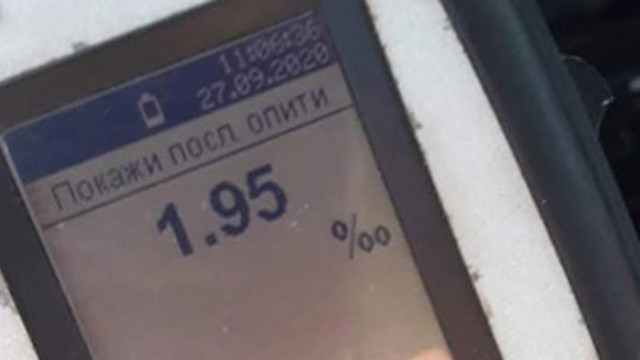 11:06:36
27.09.2020
Покажи посл. опити
1.95
‰